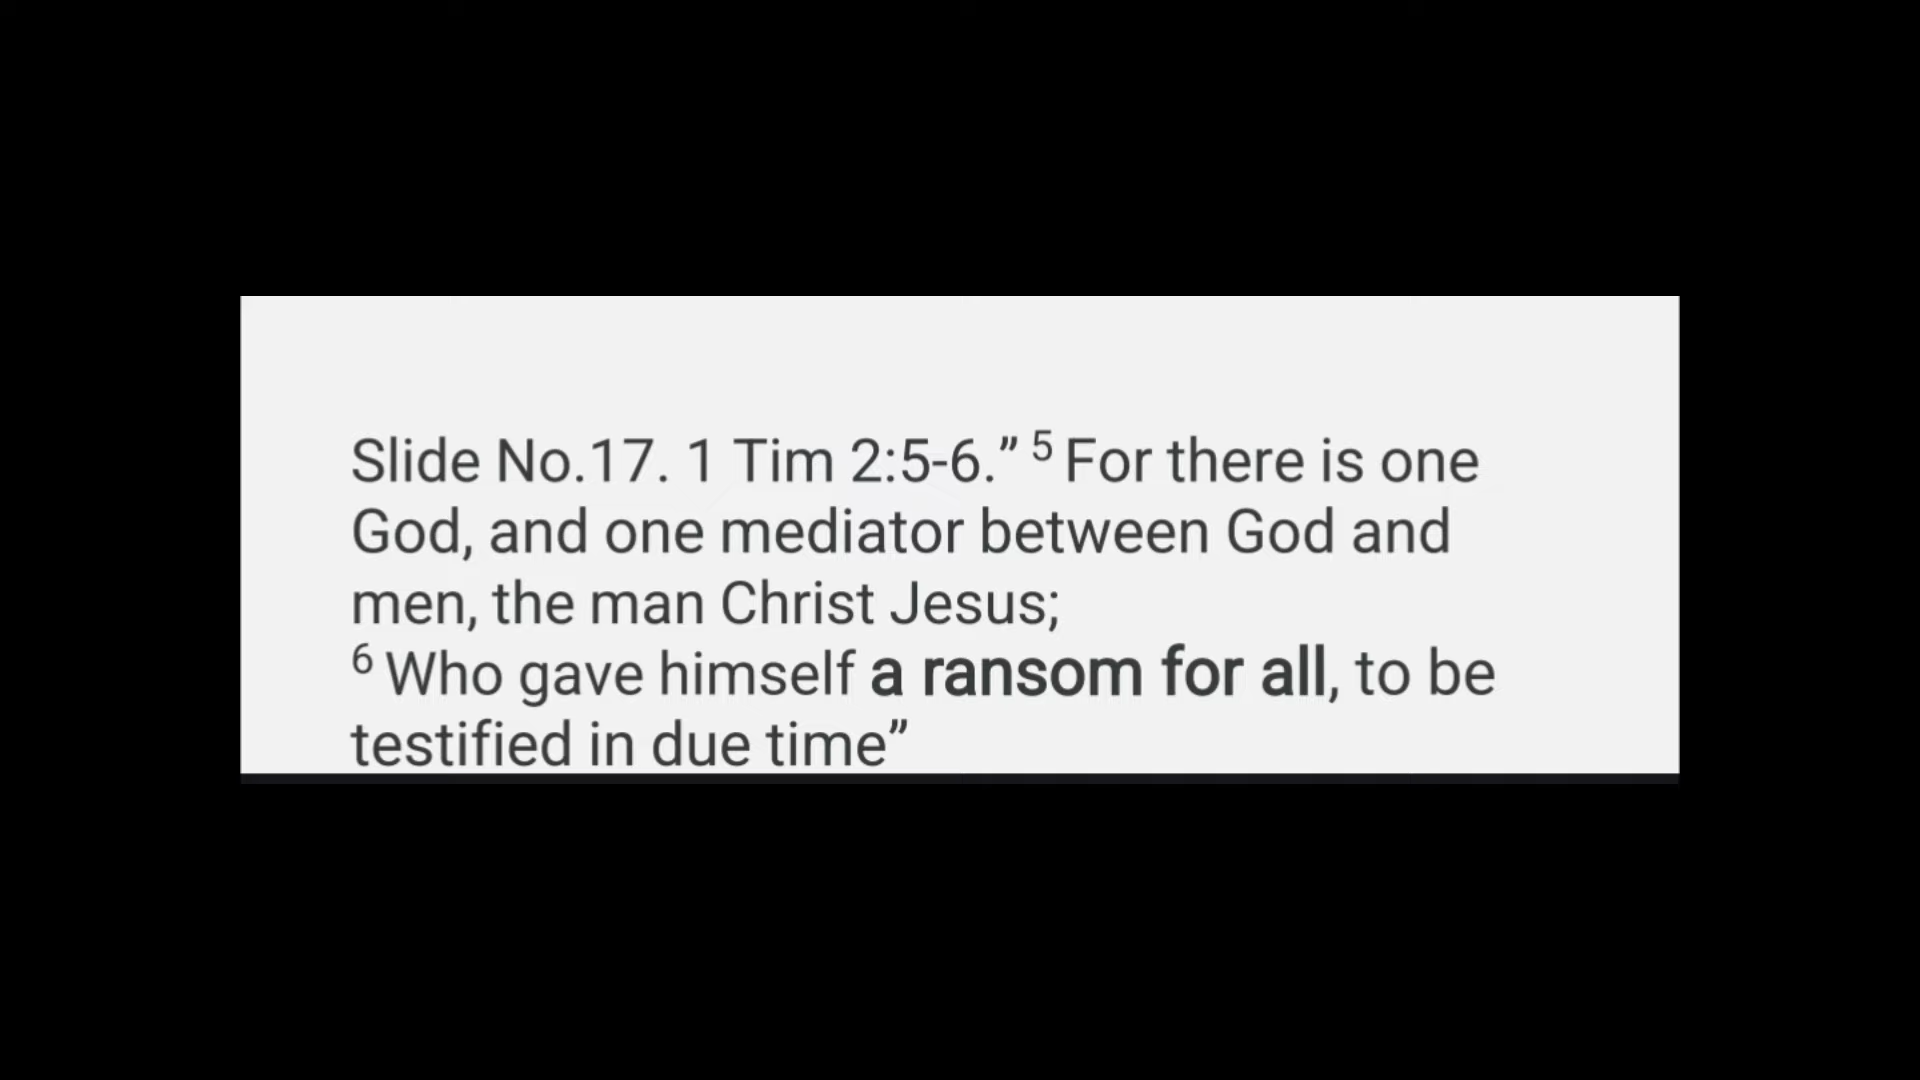 Slide No.17. 1 Tim 2:5-6.” 5 For there is one
God, and one mediator between God and
men, the man Christ Jesus;
6 Who gave himself a ransom for all, to be
testified in due time”